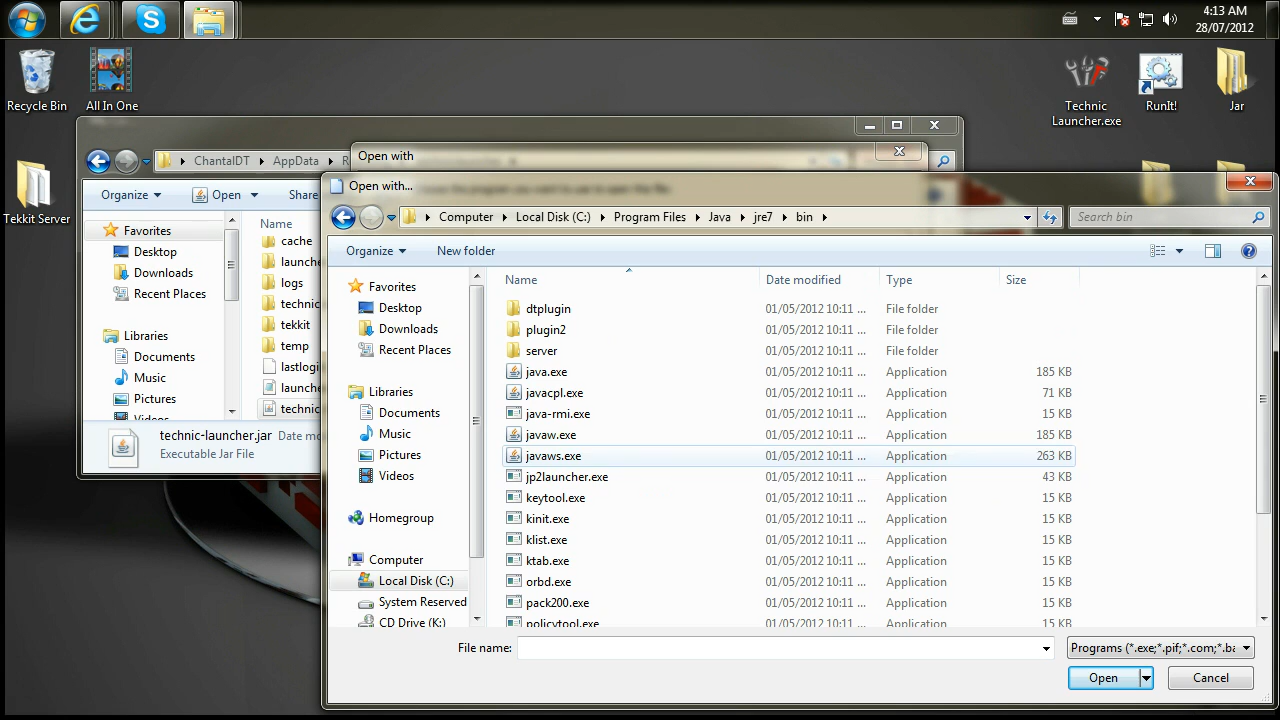 4:13 AM
28/07/2012
Recycle Bin
All In One
Technic
Launcher.exe
RunIt!
Jar
Tekkit Server
ChantalDT
AppData
Organize
Open
Share
Favorites
Desktop
Downloads
Recent Places
Libraries
Documents
Music
Pictures
Videos
Name
cache
launche
logs
technic
tekkit
temp
lastlogi
launche
technic
technic-launcher.jar Date mo
Executable Jar File
Open with
Open with...
Computer
Local Disk (C:)
Program Files
Java
jre7
bin
Search bin
Organize
New folder
Favorites
Desktop
Downloads
Recent Places
Libraries
Documents
Music
Pictures
Videos
Homegroup
Computer
Local Disk (C:)
System Reserved
CD Drive (K:)
Name Date modified Type Size
dtplugin 01/05/2012 10:11 ... File folder
plugin2 01/05/2012 10:11 ... File folder
server 01/05/2012 10:11 ... File folder
java.exe 01/05/2012 10:11 ... Application 185 KB
javacpl.exe 01/05/2012 10:11 ... Application 71 KB
java-rmi.exe 01/05/2012 10:11 ... Application 15 KB
javaw.exe 01/05/2012 10:11 ... Application 185 KB
javaws.exe 01/05/2012 10:11 ... Application 263 KB
jp2launcher.exe 01/05/2012 10:11 ... Application 43 KB
keytool.exe 01/05/2012 10:11 ... Application 15 KB
kinit.exe 01/05/2012 10:11 ... Application 15 KB
klist.exe 01/05/2012 10:11 ... Application 15 KB
ktab.exe 01/05/2012 10:11 ... Application 15 KB
orbd.exe 01/05/2012 10:11 ... Application 15 KB
pack200.exe 01/05/2012 10:11 ... Application 15 KB
policytool.exe 01/05/2012 10:11 ... Application 15 KB
File name:
Programs (*.exe;*.pif;*.com;*.ba
Open
Cancel